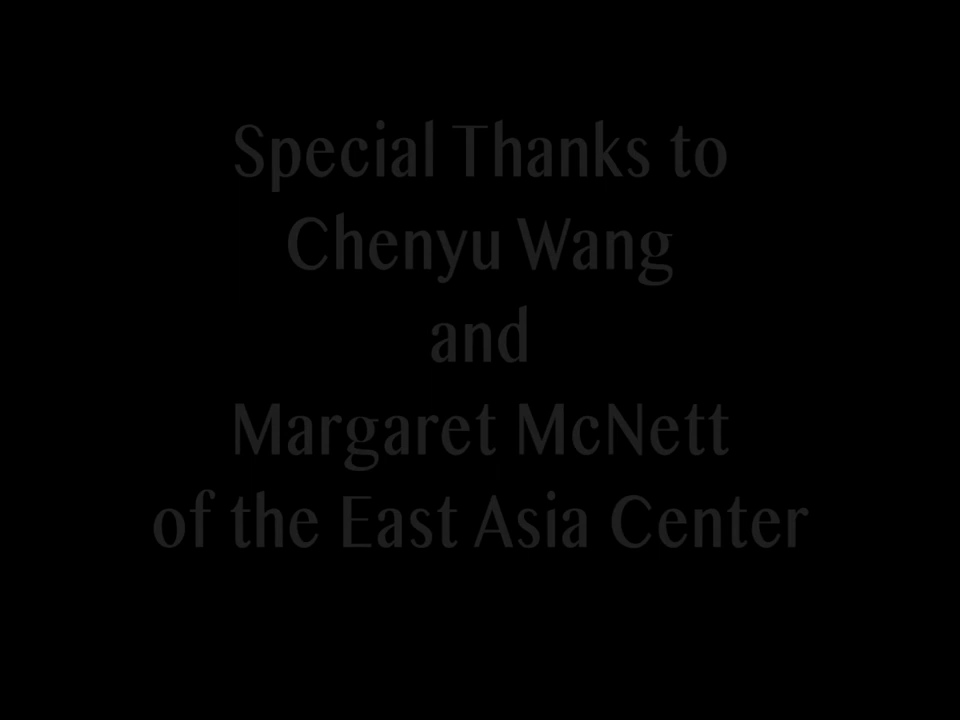 Special Thanks to
Chenyu Wang
and
Margaret McNett
of the East Asia Center